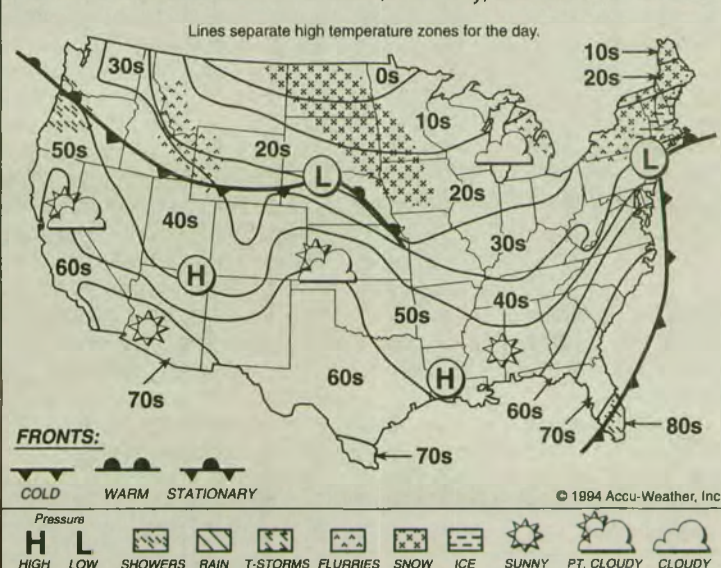 Lines separate high temperature zones for the day.
10s
20s
30s
0s
10s
50s
20s
L
L
20s
40s
30s
60s
H
40s
50s
60s
H
70s
60s
70s
80s
70s
FRONTS:
COLD WARM STATIONARY
© 1994 Accu-Weather, Inc
Pressure
H L
HIGH LOW SHOWERS RAIN T-STORMS FLURRIES SNOW ICE SUNNY PT. CLOUDY CLOUDY